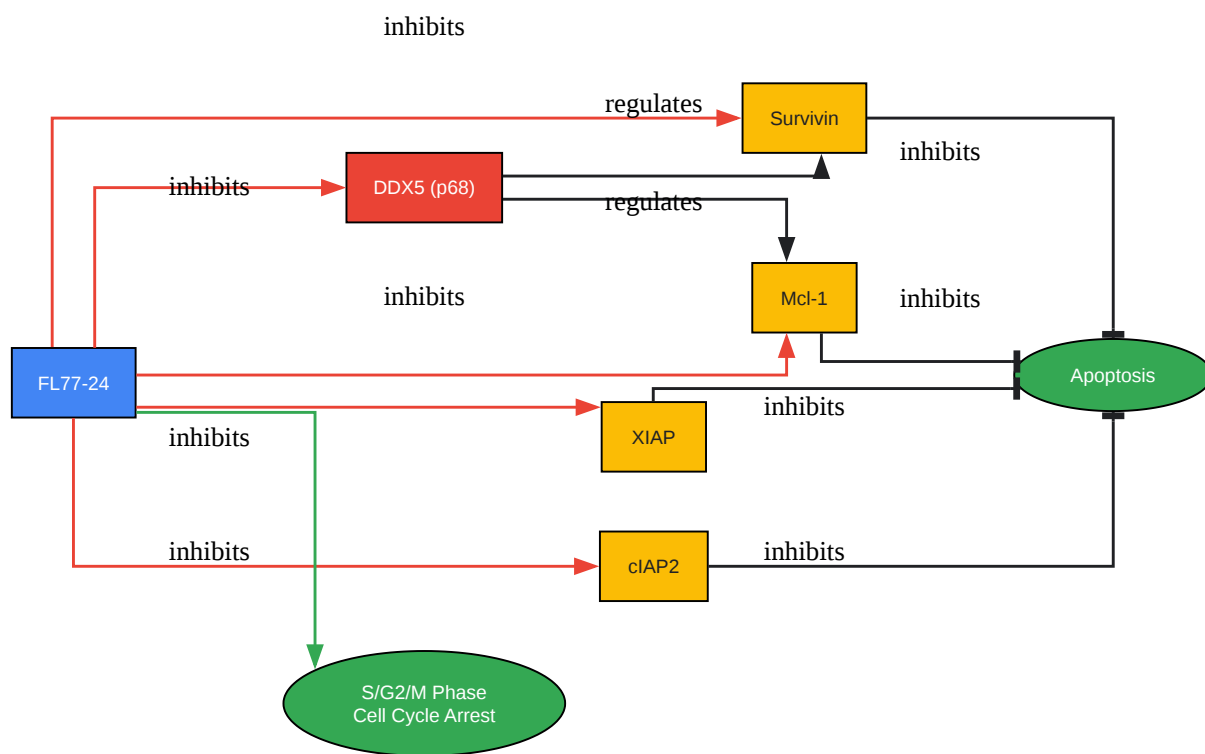 inhibits
regulates
Survivin
inhibits
inhibits
DDX5 (p68)
regulates
inhibits
Mcl-1
inhibits
FL77-24
Apoptosis
inhibits
inhibits
XIAP
inhibits
cIAP2
inhibits
S/G2/M Phase
Cell Cycle Arrest